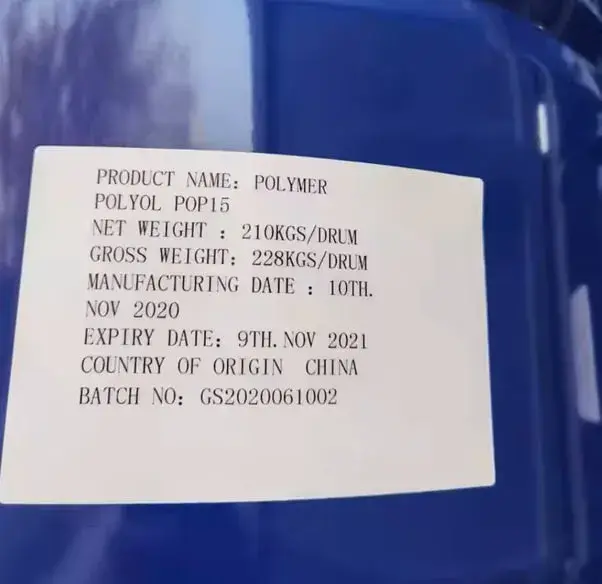 PRODUCT NAME: POLYMER
POLYOL POP15
NET WEIGHT : 210KGS/DRUM
GROSS WEIGHT: 228KGS/DRUM
MANUFACTURING DATE : 10TH.
NOV 2020
EXPIRY DATE: 9TH. NOV 2021
COUNTRY OF ORIGIN CHINA
BATCH NO: GS2020061002